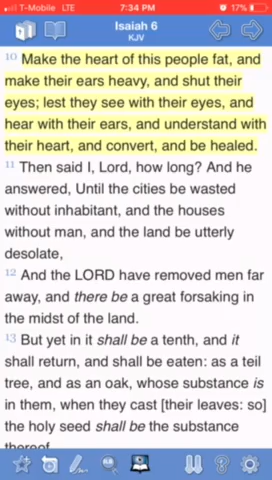 T-Mobile LTE 7:34 PM 17%
Isaiah 6
KJV
10 Make the heart of this people fat, and
make their ears heavy, and shut their
eyes; lest they see with their eyes, and
hear with their ears, and understand with
their heart, and convert, and be healed.
11 Then said I, Lord, how long? And he
answered, Until the cities be wasted
without inhabitant, and the houses
without man, and the land be utterly
desolate,
12 And the LORD have removed men far
away, and there be a great forsaking in
the midst of the land.
13 But yet in it shall be a tenth, and it
shall return, and shall be eaten: as a teil
tree, and as an oak, whose substance is
in them, when they cast [their leaves: so]
the holy seed shall be the substance
thereof